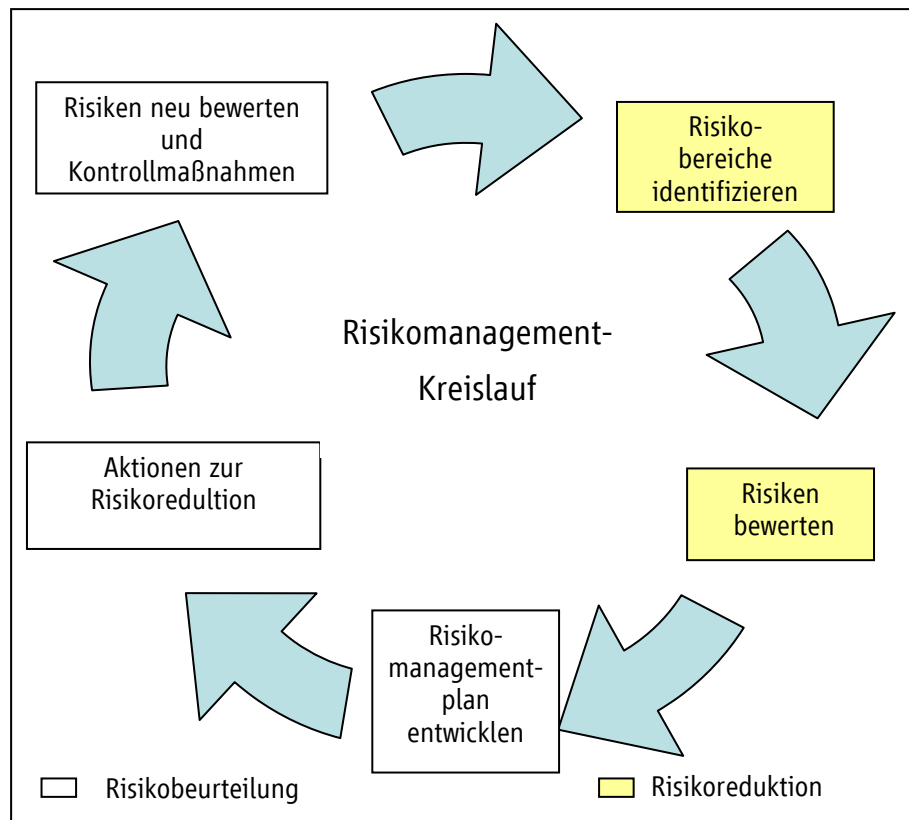 Risiken neu bewerten
und
Kontrollmaßnahmen
Risiko-
bereiche
identifizieren
Risikomanagement-
Kreislauf
Aktionen zur
Risikoredultion
Risiken
bewerten
Risiko-
management-
plan
entwicklen
Risikobeurteilung
Risikoreduktion